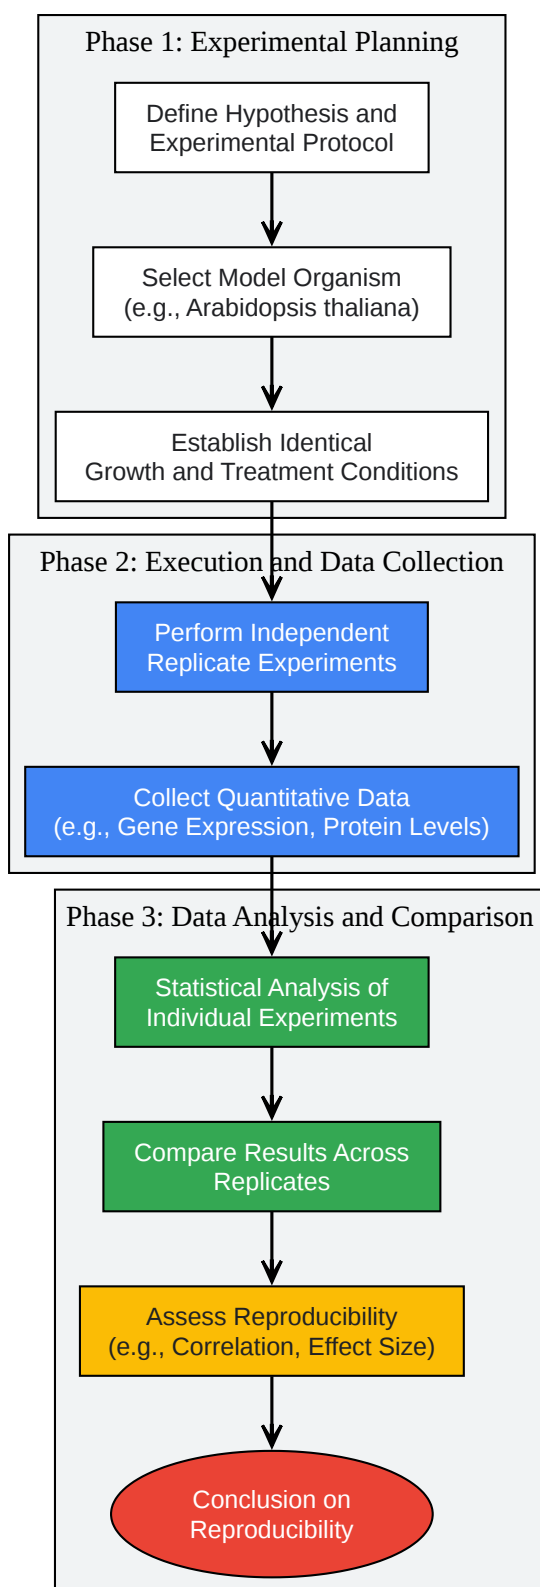 Phase 1: Experimental Planning
Define Hypothesis and
Experimental Protocol
Select Model Organism
(e.g., Arabidopsis thaliana)
Establish Identical
Growth and Treatment Conditions
Phase 2: Execution and Data Collection
Perform Independent
Replicate Experiments
Collect Quantitative Data
(e.g., Gene Expression, Protein Levels)
Phase 3: Data Analysis and Comparison
Statistical Analysis of
Individual Experiments
Compare Results Across
Replicates
Assess Reproducibility
(e.g., Correlation, Effect Size)
Conclusion on
Reproducibility